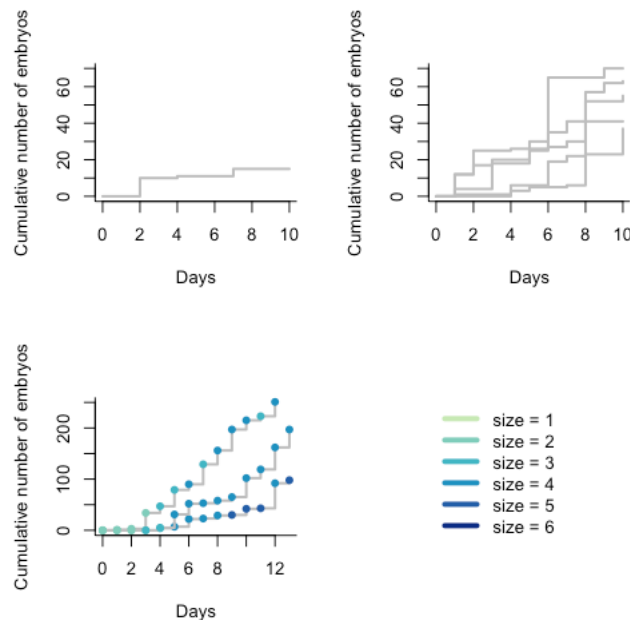 Cumulative number of embryos
60
40
20
0
0 2 4 6 8 10
Days
Cumulative number of embryos
60
40
20
0
0 2 4 6 8 10
Days
Cumulative number of embryos
200
100
0
0 2 4 6 8 12
Days
size = 1
size = 2
size = 3
size = 4
size = 5
size = 6